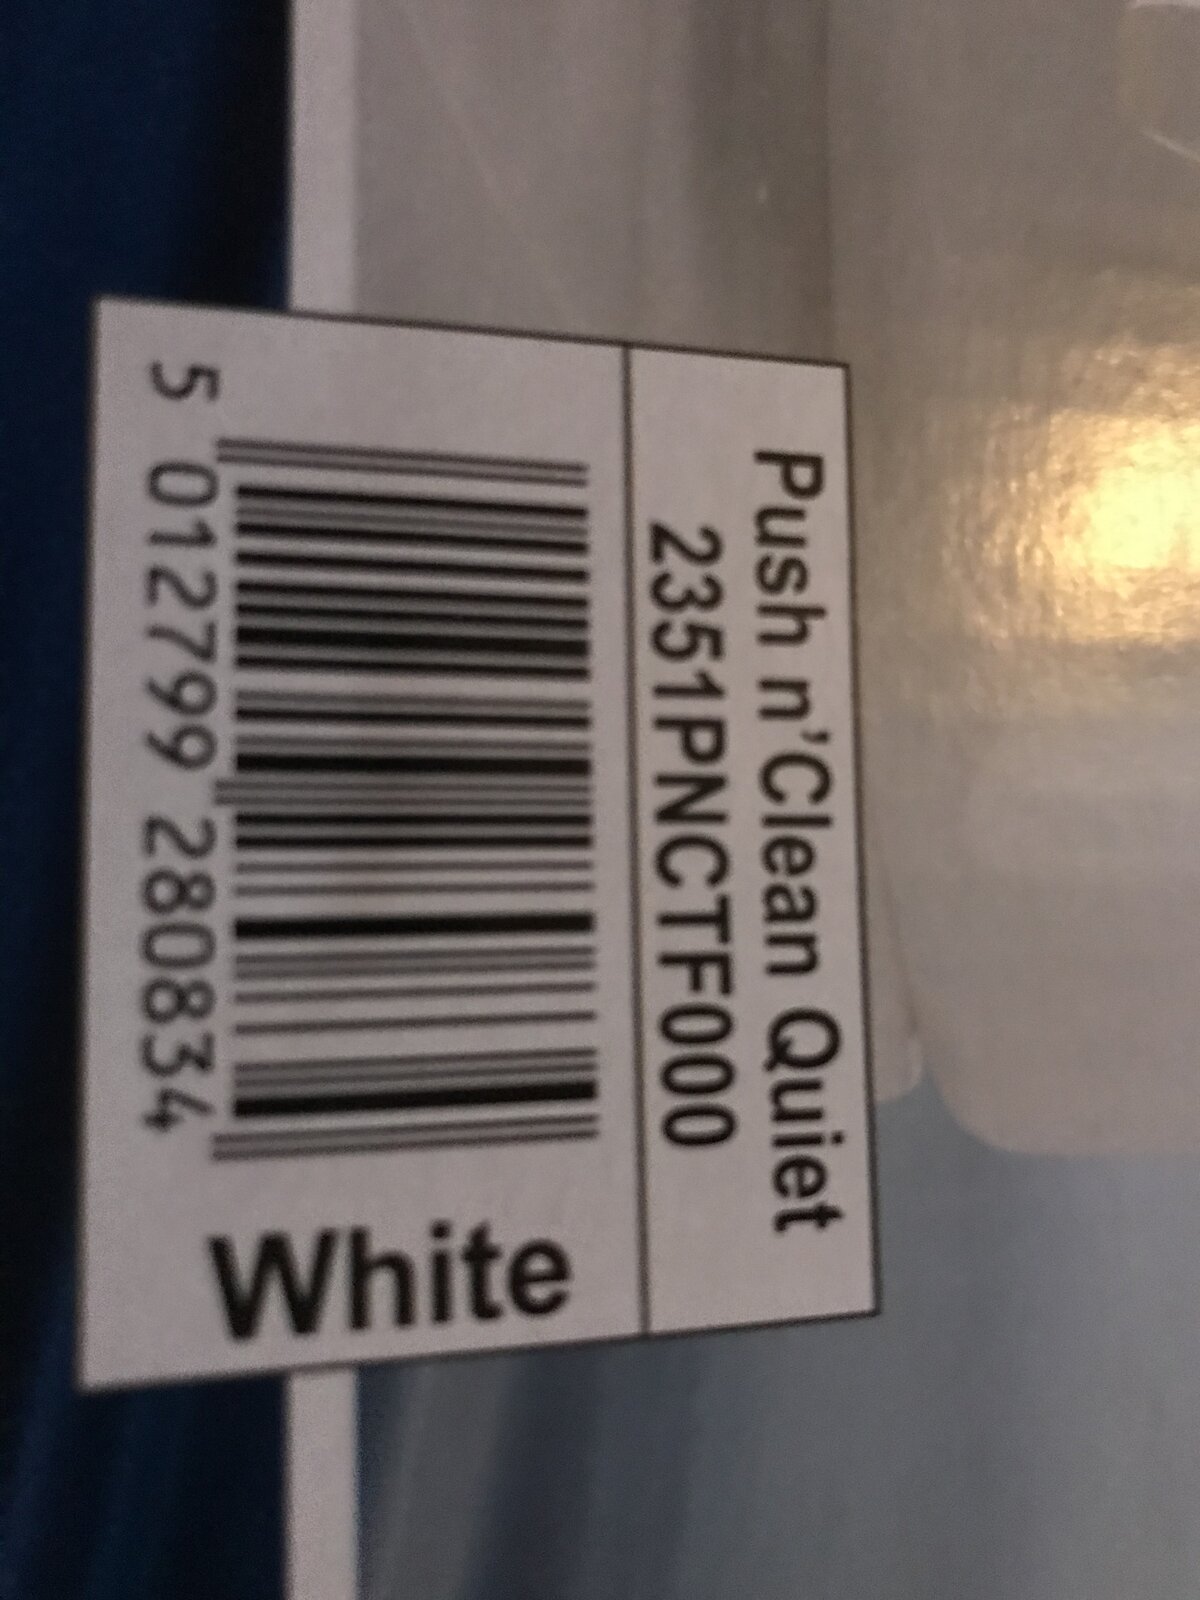 Push n'Clean Quiet
2351PNCTF000
5 012799 280834
White